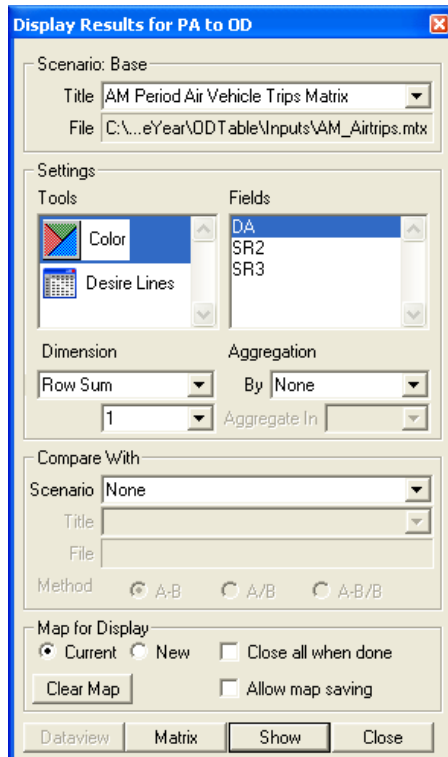 Display Results for PA to OD
Scenario: Base
Title AM Period Air Vehicle Trips Matrix
File C:\...eYear\ODTable\Inputs\AM_Airtrips.mtx
Settings
Tools Fields
Color
Desire Lines
DA
SR2
SR3
Dimension Aggregation
Row Sum By None
1 Aggregate In
Compare With
Scenario None
Title
File
Method A-B A/B A-B/B
Map for Display
Current New Close all when done
Clear Map Allow map saving
Dataview Matrix Show Close